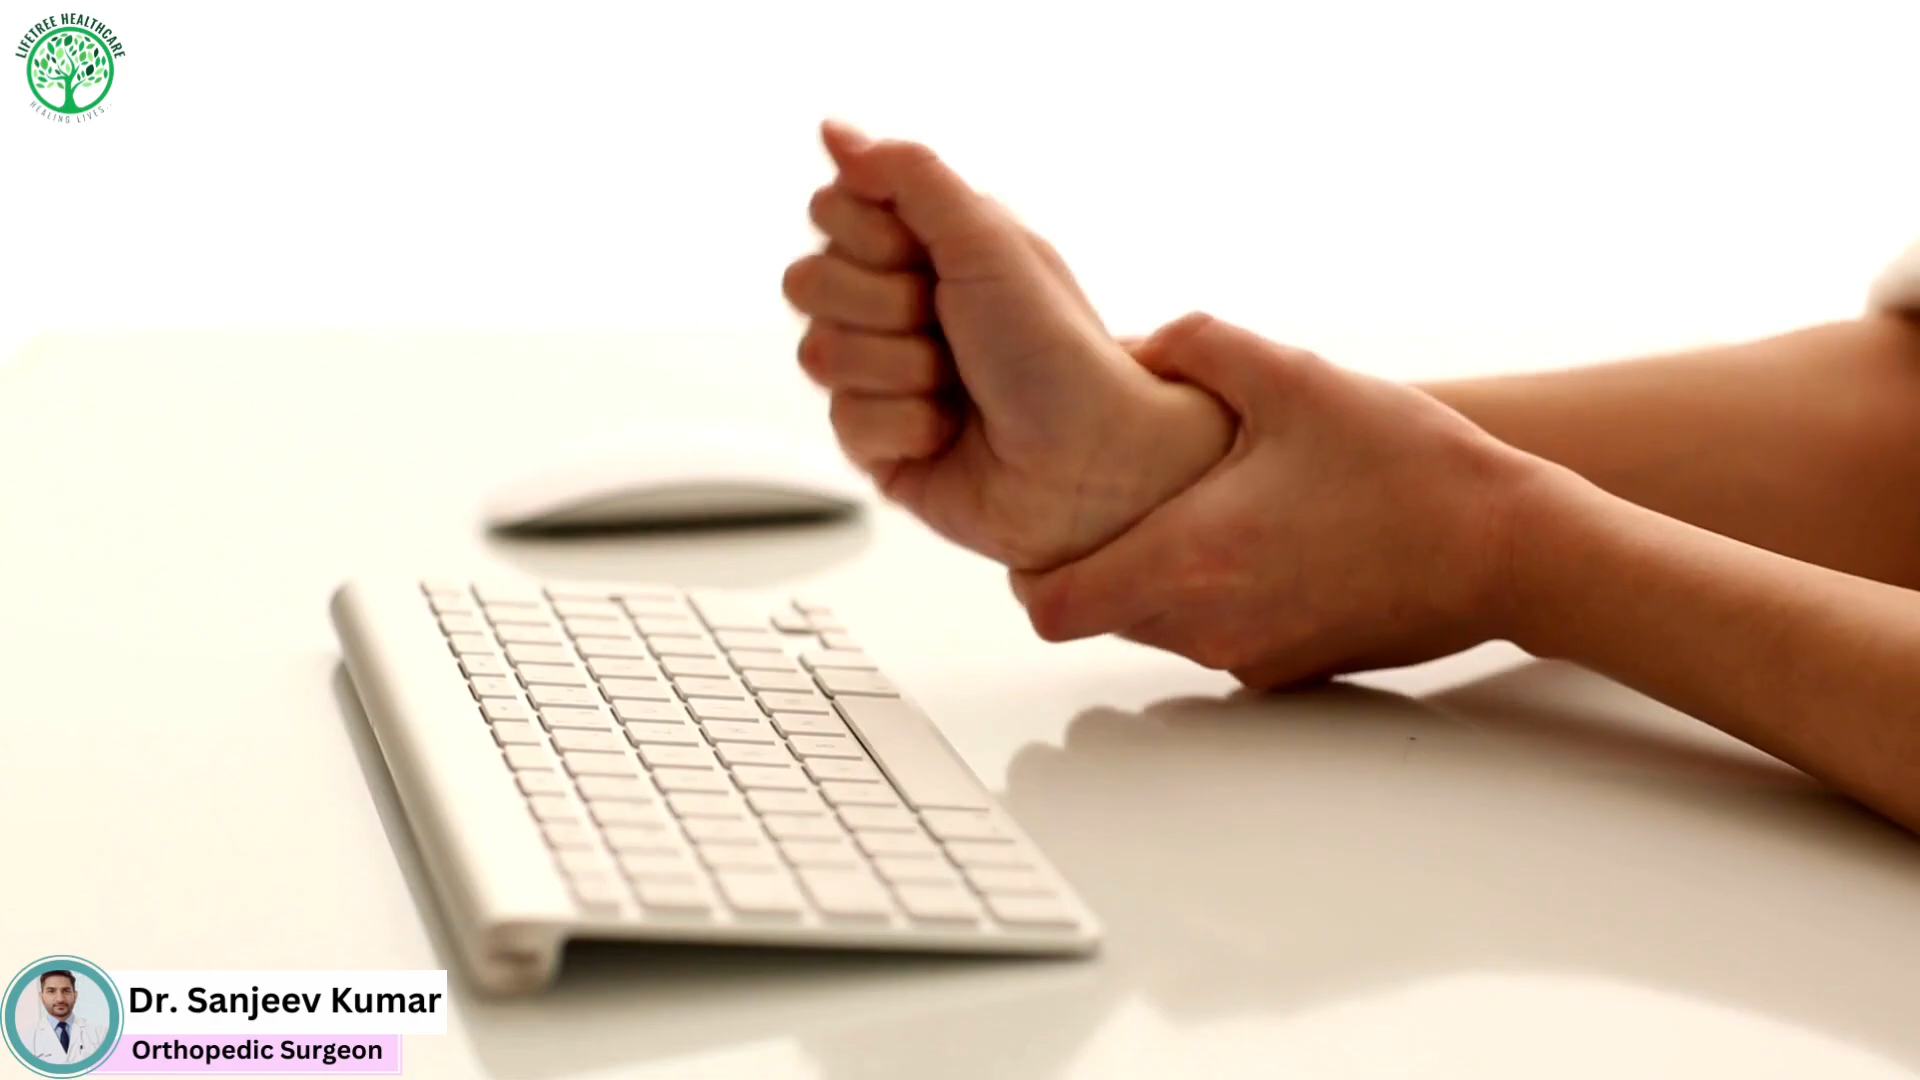 LIFETREE HEALTHCARE
HEALING LIVES...
Dr. Sanjeev Kumar
Orthopedic Surgeon